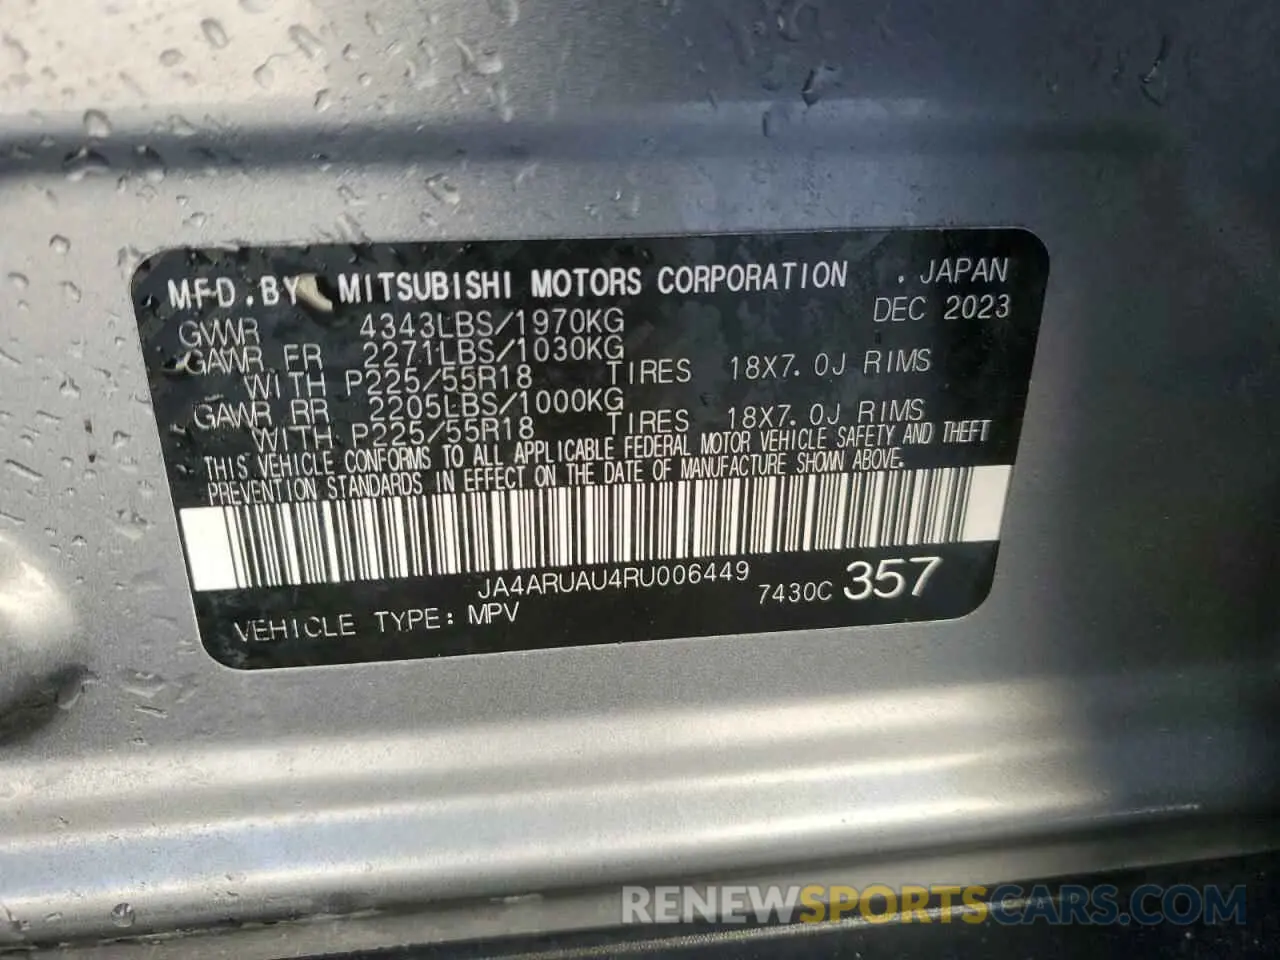 MFD.BY MITSUBISHI MOTORS CORPORATION . JAPAN
GVWR 4343LBS/1970KG DEC 2023
GAWR FR 2271LBS/1030KG
WITH P225/55R18 TIRES 18X7.0J RIMS
GAWR RR 2205LBS/1000KG
WITH P225/55R18 TIRES 18X7.0J RIMS
THIS VEHICLE CONFORMS TO ALL APPLICABLE FEDERAL MOTOR VEHICLE SAFETY AND THEFT
PREVENTION STANDARDS IN EFFECT ON THE DATE OF MANUFACTURE SHOWN ABOVE.
JA4ARUAU4RU006449
7430C 357
VEHICLE TYPE: MPV
RENEWSPORTSCARS.COM